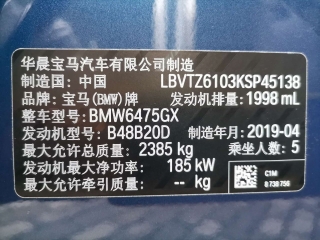 华晨宝马汽车有限公司制造
制造国：中国 LBVTZ6103KSP45138
品牌：宝马(BMW)牌 发动机排量：1998 mL
整车型号：BMW6475GX
发动机型号：B48B20D 制造年月：2019-04
最大允许总质量：2385 kg 乘坐人数：5
发动机最大净功率：185 kW
最大允许牵引质量：-- kg
C1M
8 738 756